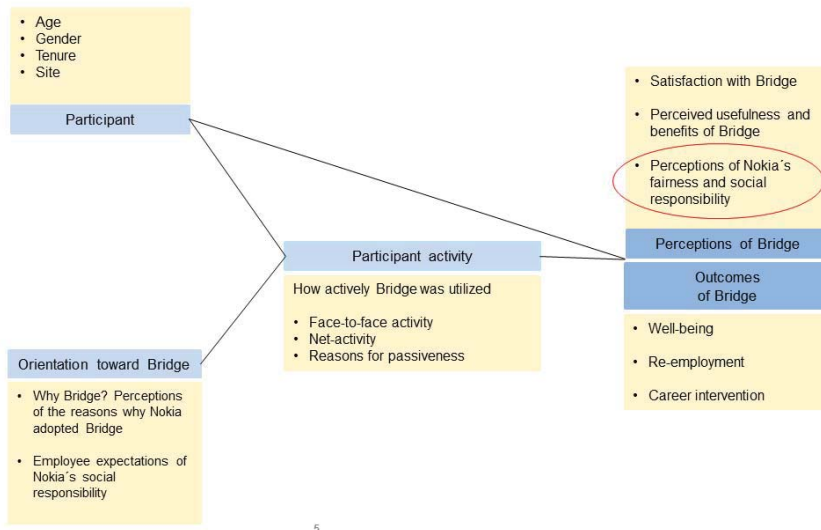 • Age
• Gender
• Tenure
• Site
Participant
• Satisfaction with Bridge
• Perceived usefulness and
benefits of Bridge
• Perceptions of Nokia´s
fairness and social
responsibility
Perceptions of Bridge
Outcomes
of Bridge
• Well-being
• Re-employment
• Career intervention
Participant activity
How actively Bridge was utilized
• Face-to-face activity
• Net-activity
• Reasons for passiveness
Orientation toward Bridge
• Why Bridge? Perceptions
of the reasons why Nokia
adopted Bridge
• Employee expectations of
Nokia´s social
responsibility
5